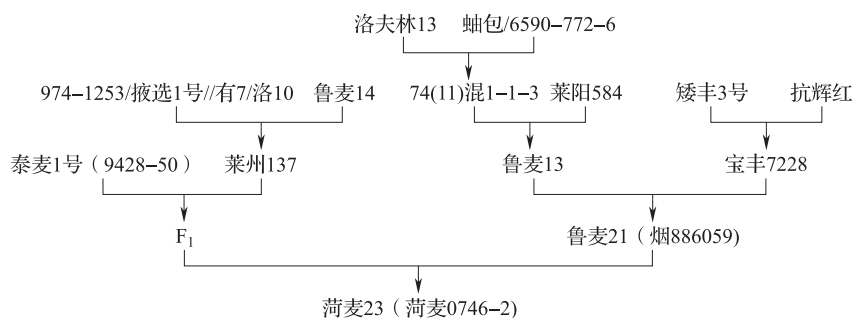 洛夫林13 蚰包/6590-772-6
974-1253/掖选1号//有7/洛10 鲁麦14 74(11)混1-1-3 莱阳584 矮丰3号 抗辉红
泰麦1号（9428-50） 莱州137 鲁麦13 宝丰7228
F₁ 鲁麦21（烟886059)
菏麦23（菏麦0746-2)